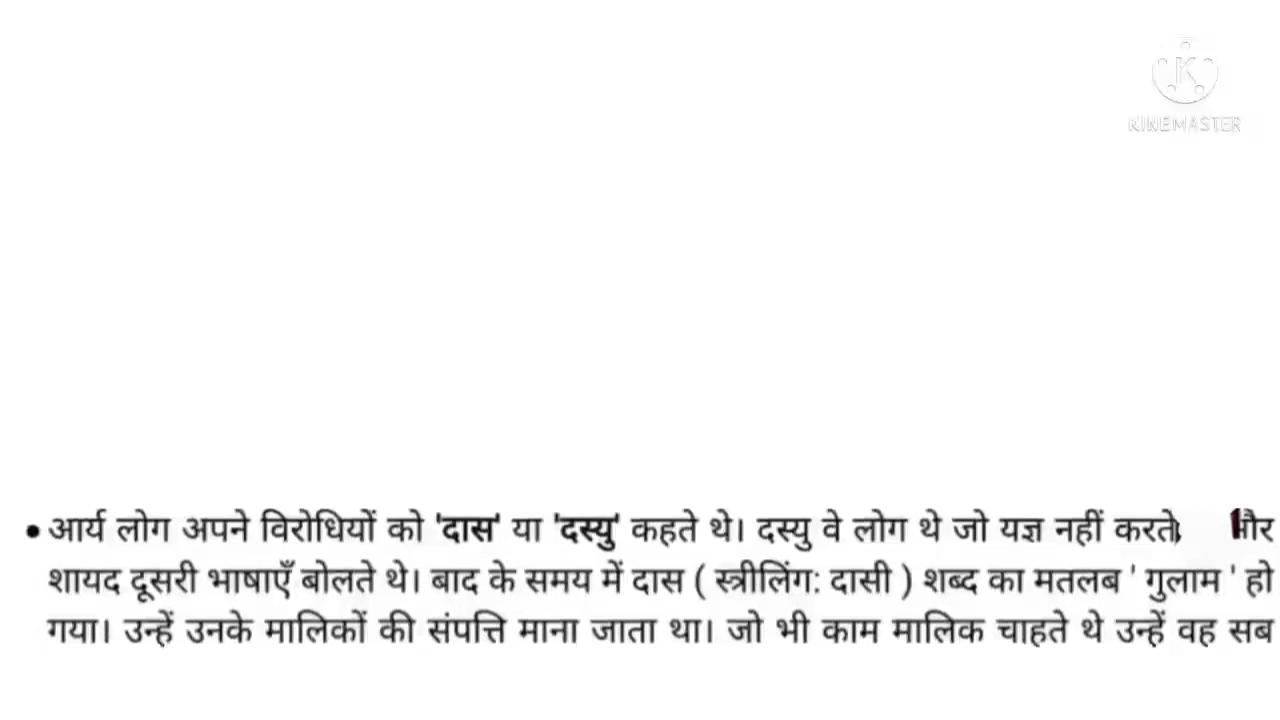 KINEMASTER
• आर्य लोग अपने विरोधियों को 'दास' या 'दस्यु' कहते थे। दस्यु वे लोग थे जो यज्ञ नहीं करते
शायद दूसरी भाषाएँ बोलते थे। बाद के समय में दास ( स्त्रीलिंग: दासी ) शब्द का मतलब ' गुलाम ' हो
गया। उन्हें उनके मालिकों की संपत्ति माना जाता था। जो भी काम मालिक चाहते थे उन्हें वह सब